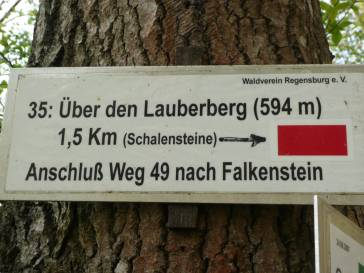 Waldverein Regensburg e. V.
35: Über den Lauberberg (594 m)
1,5 Km (Schalensteine)
Anschluß Weg 49 nach Falkenstein